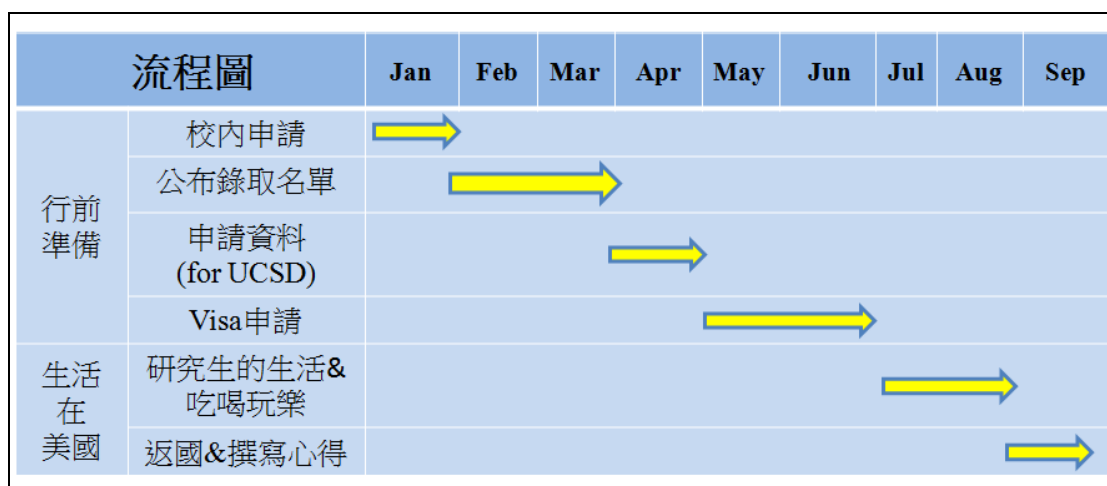 流程圖 Jan Feb Mar Apr May Jun Jul Aug Sep
行前
準備
校內申請
公布錄取名單
申請資料
(for UCSD)
Visa申請
生活
在
美國
研究生的生活&
吃喝玩樂
返國&撰寫心得